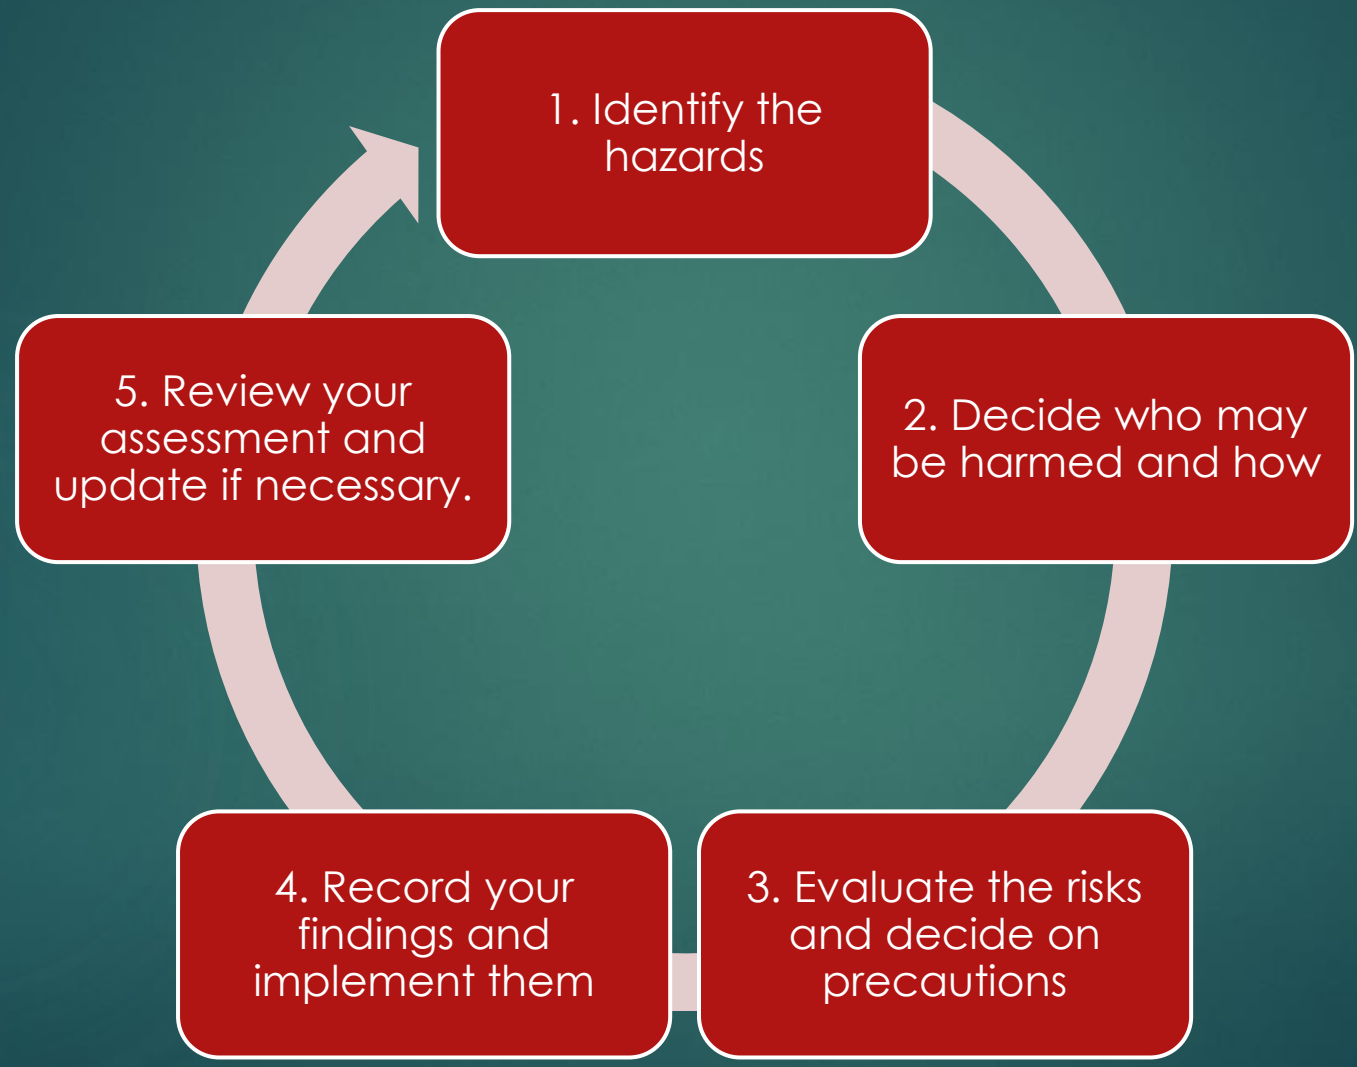 1. Identify the
hazards
2. Decide who may
be harmed and how
3. Evaluate the risks
and decide on
precautions
4. Record your
findings and
implement them
5. Review your
assessment and
update if necessary.